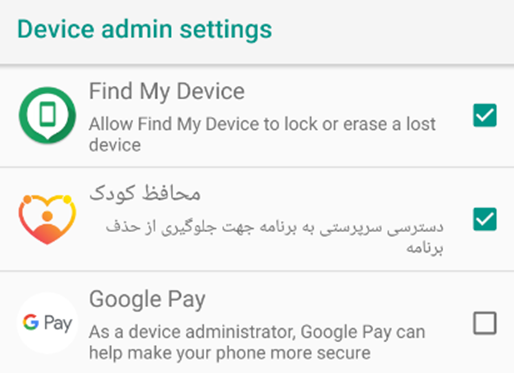 Device admin settings
Find My Device
Allow Find My Device to lock or erase a lost
device
محافظ کودک
دسترسی سرپرستی به برنامه جهت جلوگیری از حذف
برنامه
G Pay
Google Pay
As a device administrator, Google Pay can
help make your phone more secure